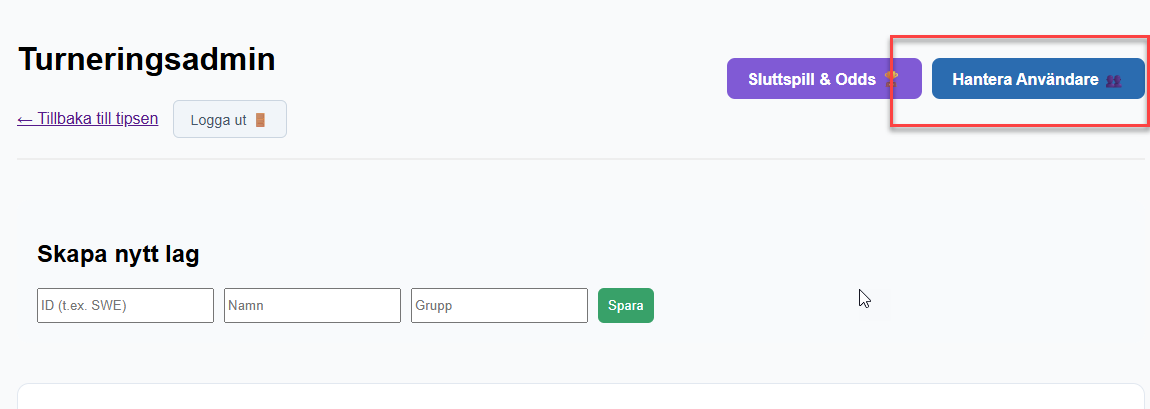 Turneringsadmin
Sluttspill & Odds
Hantera Användare
← Tillbaka till tipsen
Logga ut
Skapa nytt lag
ID (t.ex. SWE)
Namn
Grupp
Spara